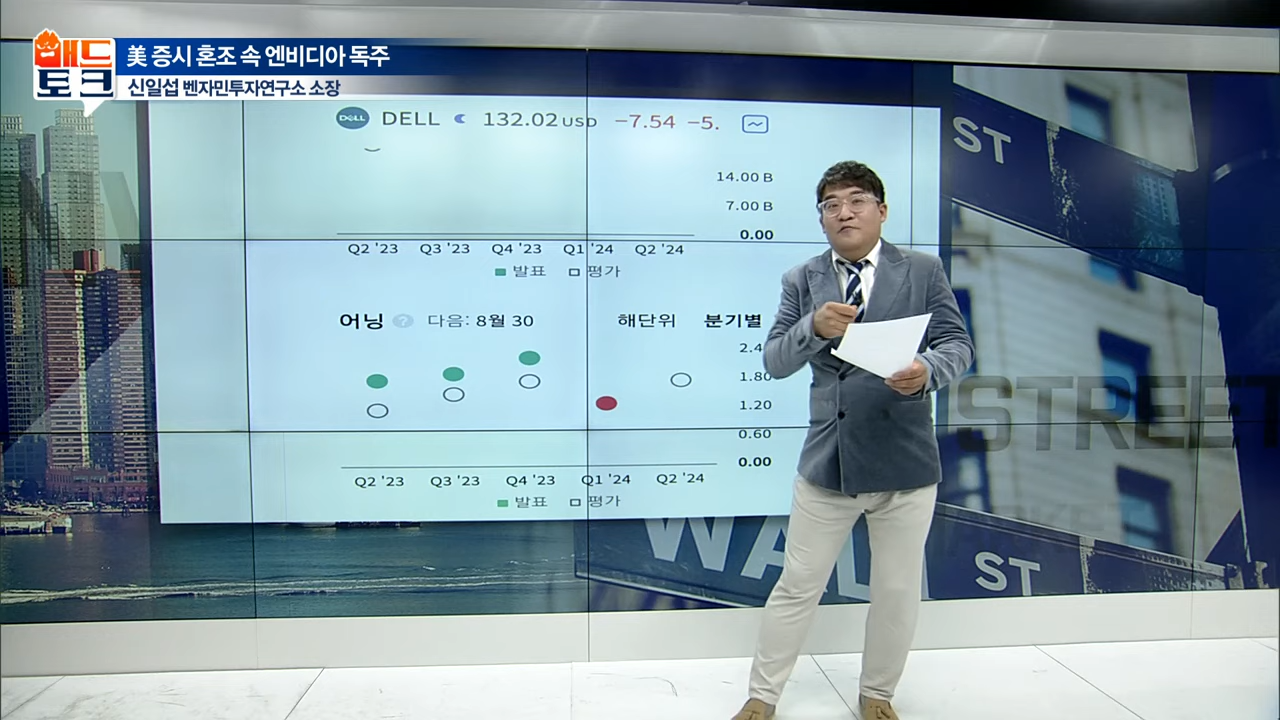 매드
토크
美 증시 혼조 속 엔비디아 독주
신일섭 벤자민투자연구소 소장
DELL DELL 132.02 USD −7.54 −5.
14.00 B
7.00 B
0.00
Q2 '23 Q3 '23 Q4 '23 Q1 '24 Q2 '24
발표 평가
어닝 ? 다음: 8월 30 해단위 분기별
2.4
1.80
1.20
0.60
0.00
Q2 '23 Q3 '23 Q4 '23 Q1 '24 Q2 '24
발표 평가
ST
STREET
WALL
ST